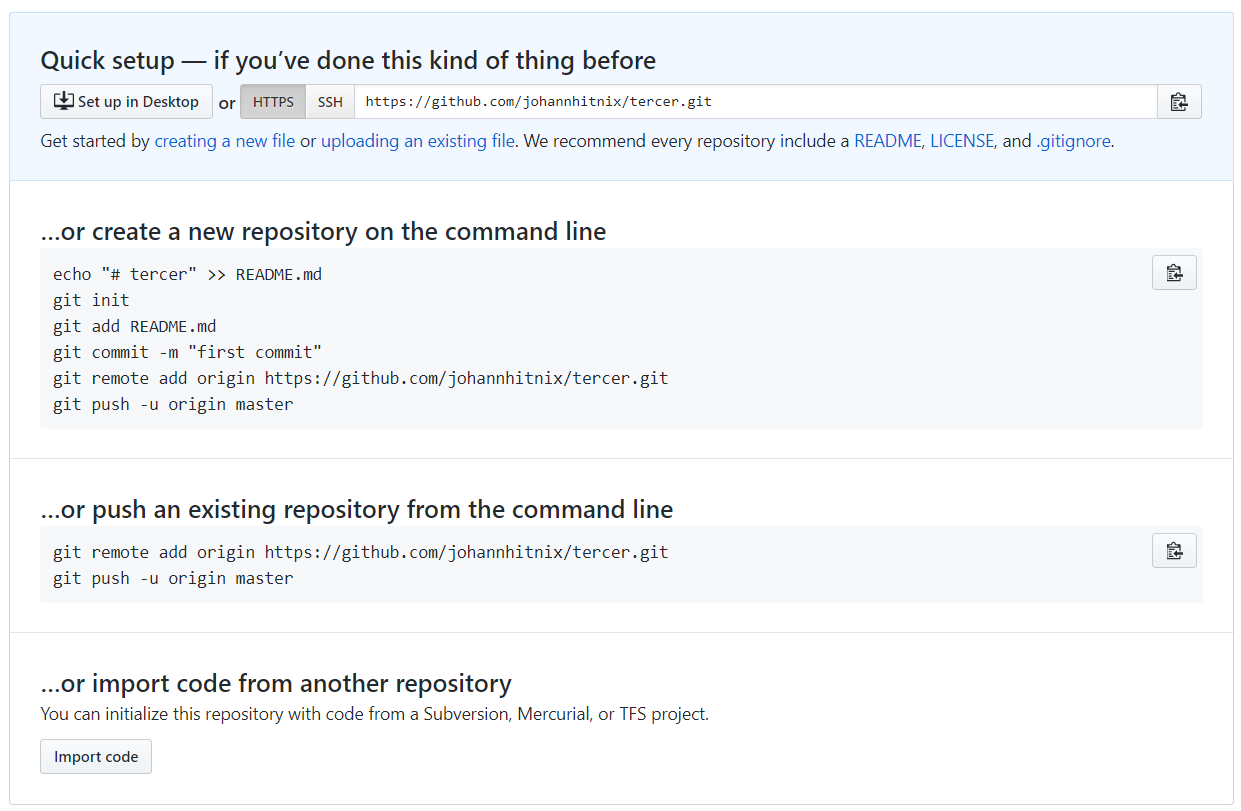 Quick setup — if you’ve done this kind of thing before
Set up in Desktop or HTTPS SSH https://github.com/johannhitnix/tercer.git
Get started by creating a new file or uploading an existing file. We recommend every repository include a README, LICENSE, and .gitignore.
…or create a new repository on the command line
echo "# tercer" >> README.md
git init
git add README.md
git commit -m "first commit"
git remote add origin https://github.com/johannhitnix/tercer.git
git push -u origin master
…or push an existing repository from the command line
git remote add origin https://github.com/johannhitnix/tercer.git
git push -u origin master
…or import code from another repository
You can initialize this repository with code from a Subversion, Mercurial, or TFS project.
Import code